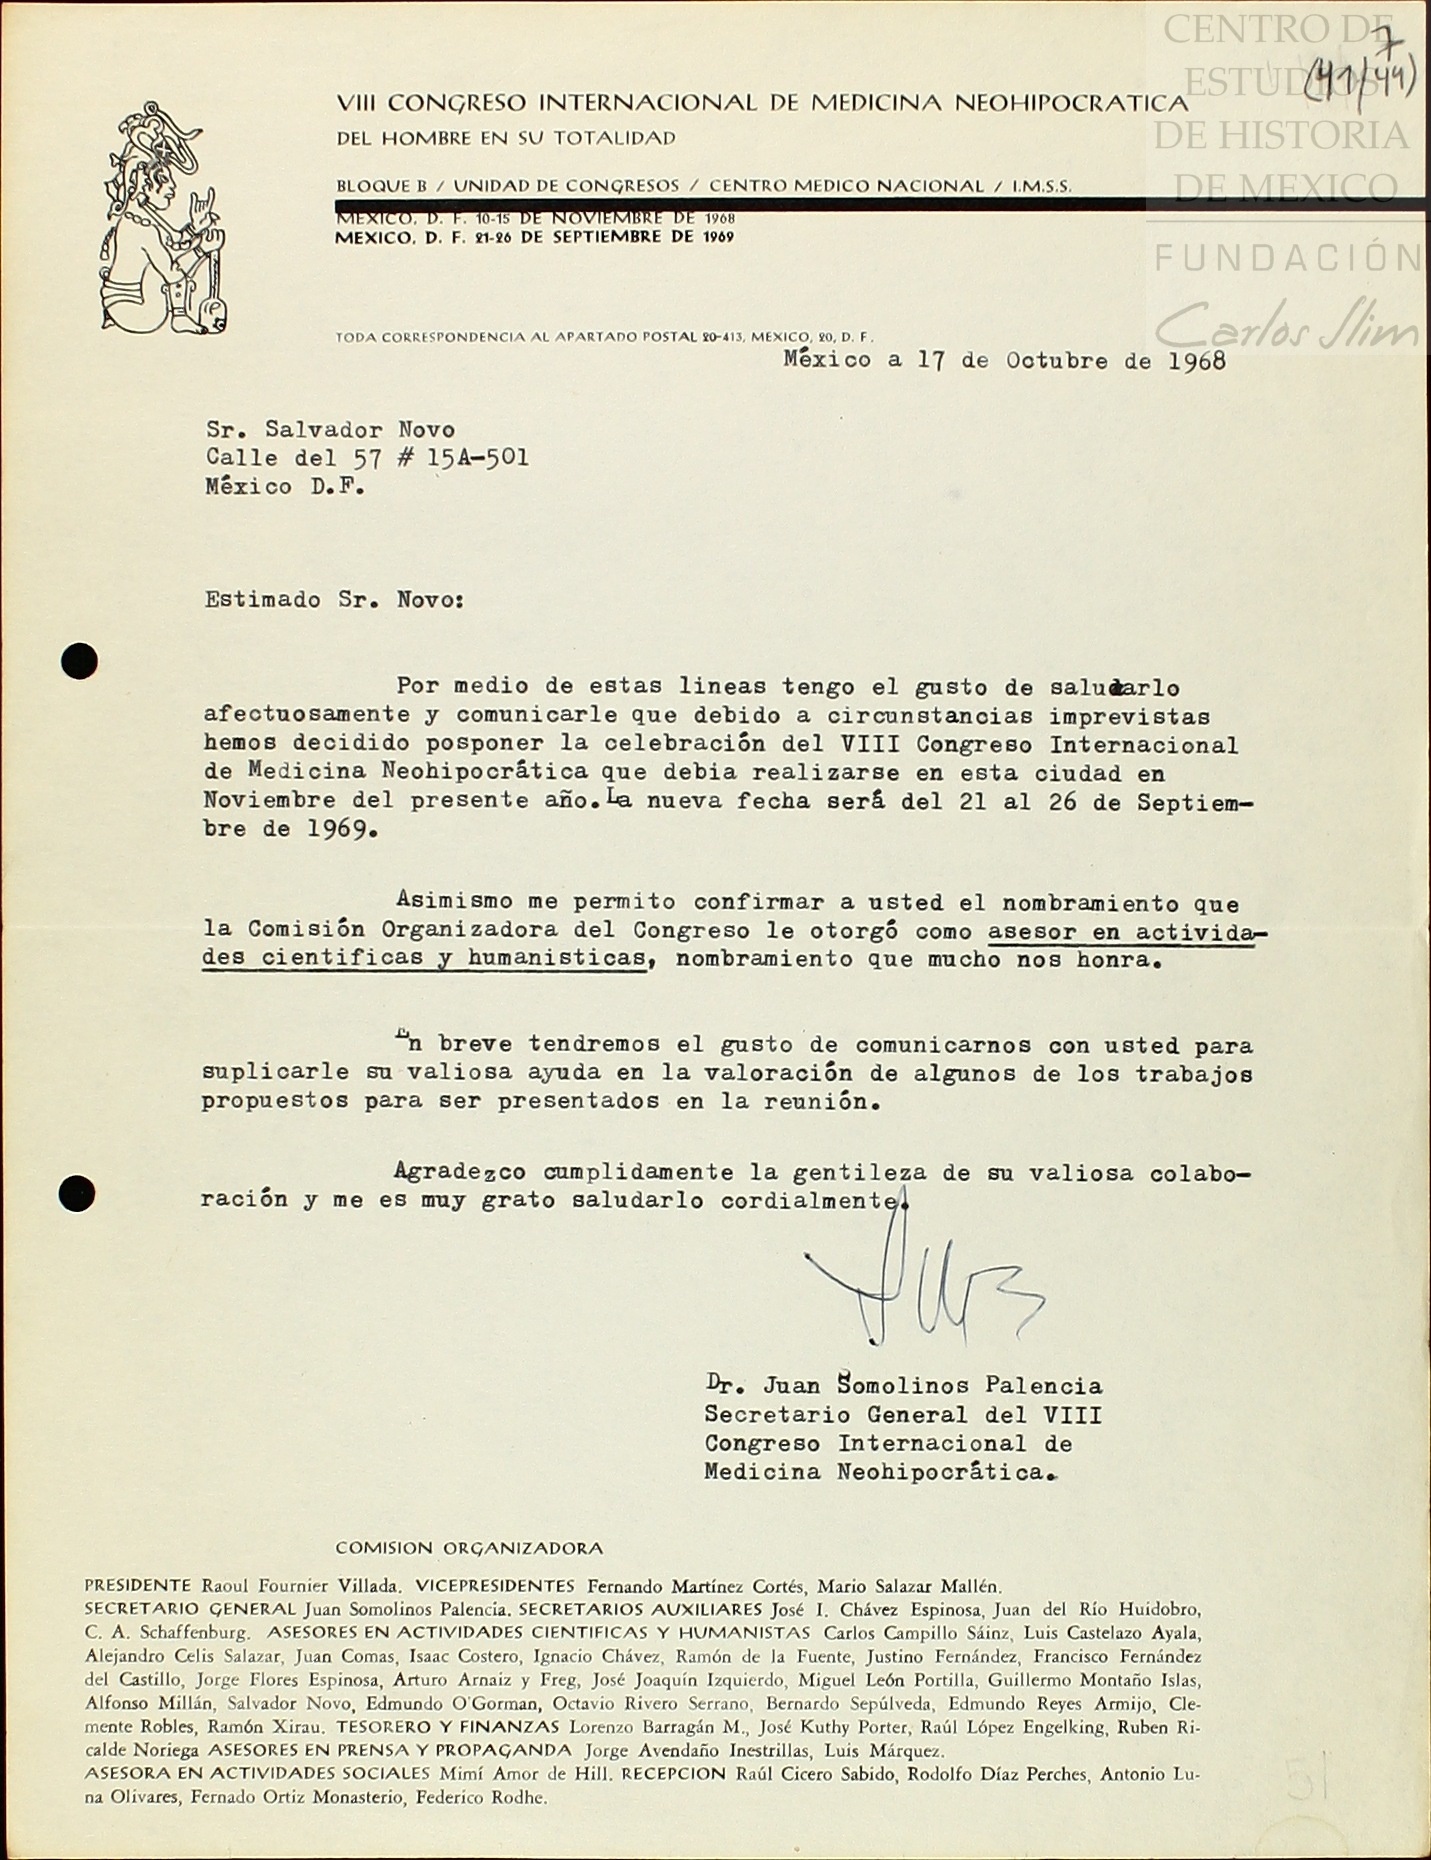 CENTRO DE
ESTUDIOS
DE HISTORIA
DE MEXICO
FUNDACIÓN
Carlos Slim
7
(41/44)
VIII CONGRESO INTERNACIONAL DE MEDICINA NEOHIPOCRATICA
DEL HOMBRE EN SU TOTALIDAD
BLOQUE B / UNIDAD DE CONGRESOS / CENTRO MEDICO NACIONAL / I.M.S.S.
MEXICO, D. F. 10-15 DE NOVIEMBRE DE 1968
MEXICO, D. F. 21-26 DE SEPTIEMBRE DE 1969
TODA CORRESPONDENCIA AL APARTADO POSTAL 20-413, MEXICO, 20, D. F.
México a 17 de Octubre de 1968
Sr. Salvador Novo
Calle del 57 # 15A-501
México D.F.
Estimado Sr. Novo:
Por medio de estas lineas tengo el gusto de saludarlo
afectuosamente y comunicarle que debido a circunstancias imprevistas
hemos decidido posponer la celebración del VIII Congreso Internacional
de Medicina Neohipocrática que debia realizarse en esta ciudad en
Noviembre del presente año. La nueva fecha será del 21 al 26 de Septiem-
bre de 1969.
Asimismo me permito confirmar a usted el nombramiento que
la Comisión Organizadora del Congreso le otorgó como asesor en activida-
des cientificas y humanisticas, nombramiento que mucho nos honra.
En breve tendremos el gusto de comunicarnos con usted para
suplicarle su valiosa ayuda en la valoración de algunos de los trabajos
propuestos para ser presentados en la reunión.
Agradezco cumplidamente la gentileza de su valiosa colabo-
ración y me es muy grato saludarlo cordialmente.
Dr. Juan Somolinos Palencia
Secretario General del VIII
Congreso Internacional de
Medicina Neohipocrática.
COMISION ORGANIZADORA
PRESIDENTE Raoul Fournier Villada. VICEPRESIDENTES Fernando Martínez Cortés, Mario Salazar Mallén.
SECRETARIO GENERAL Juan Somolinos Palencia. SECRETARIOS AUXILIARES José I. Chávez Espinosa, Juan del Río Huidobro,
C. A. Schaffenburg. ASESORES EN ACTIVIDADES CIENTIFICAS Y HUMANISTAS Carlos Campillo Sáinz, Luis Castelazo Ayala,
Alejandro Celis Salazar, Juan Comas, Isaac Costero, Ignacio Chávez, Ramón de la Fuente, Justino Fernández, Francisco Fernández
del Castillo, Jorge Flores Espinosa, Arturo Arnaiz y Freg, José Joaquín Izquierdo, Miguel León Portilla, Guillermo Montaño Islas,
Alfonso Millán, Salvador Novo, Edmundo O'Gorman, Octavio Rivero Serrano, Bernardo Sepúlveda, Edmundo Reyes Armijo, Cle-
mente Robles, Ramón Xirau. TESORERO Y FINANZAS Lorenzo Barragán M., José Kuthy Porter, Raúl López Engelking, Ruben Ri-
calde Noriega ASESORES EN PRENSA Y PROPAGANDA Jorge Avendaño Inestrillas, Luis Márquez.
ASESORA EN ACTIVIDADES SOCIALES Mimí Amor de Hill. RECEPCION Raúl Cicero Sabido, Rodolfo Díaz Perches, Antonio Lu-
na Olivares, Fernado Ortiz Monasterio, Federico Rodhe.
51